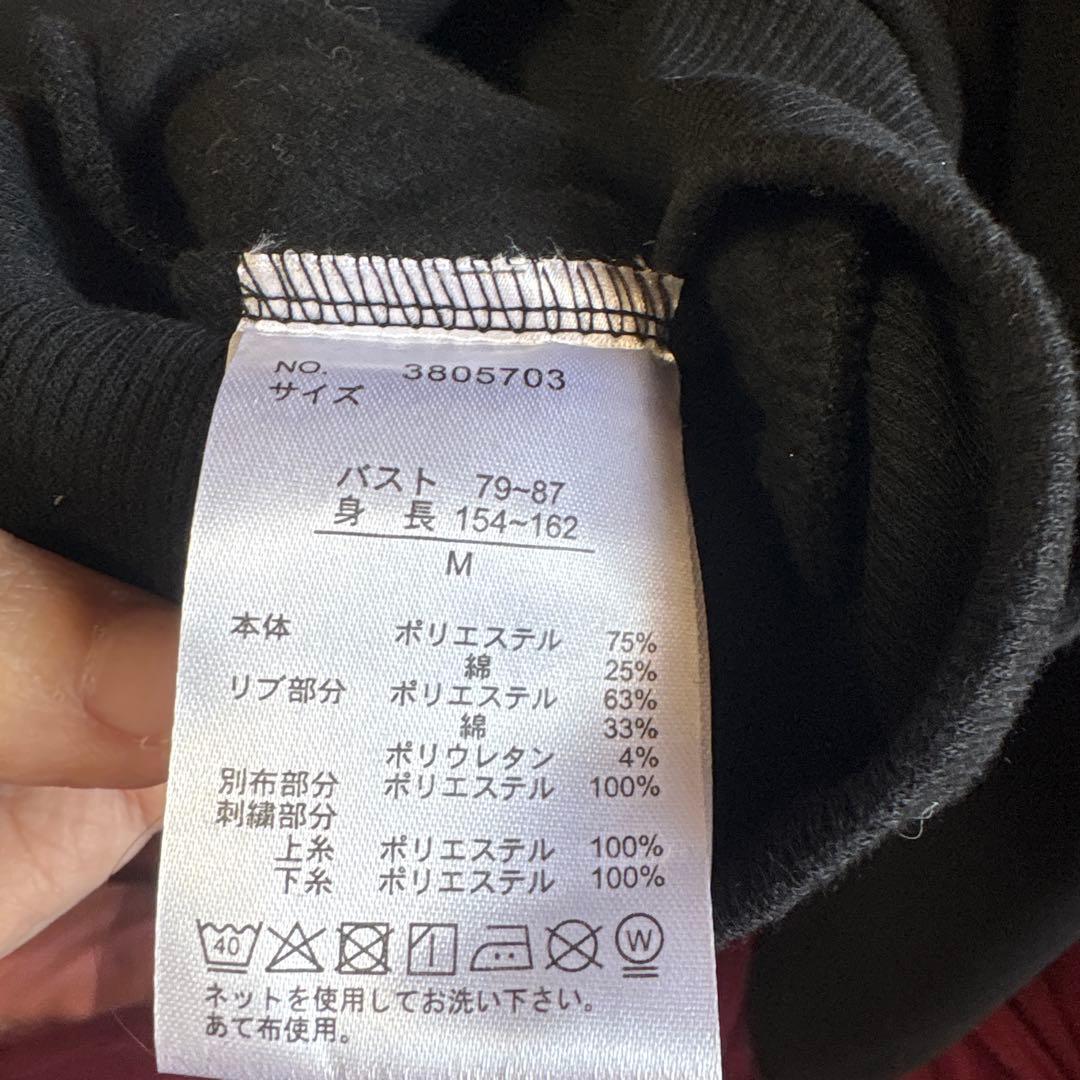 NO. 3805703
サイズ
バスト 79~87
身 長 154~162
M
本体 ポリエステル 75%
綿 25%
リブ部分 ポリエステル 63%
綿 33%
ポリウレタン 4%
別布部分 ポリエステル 100%
刺繍部分
上糸 ポリエステル 100%
下糸 ポリエステル 100%
40 W
ネットを使用してお洗い下さい。
あて布使用。